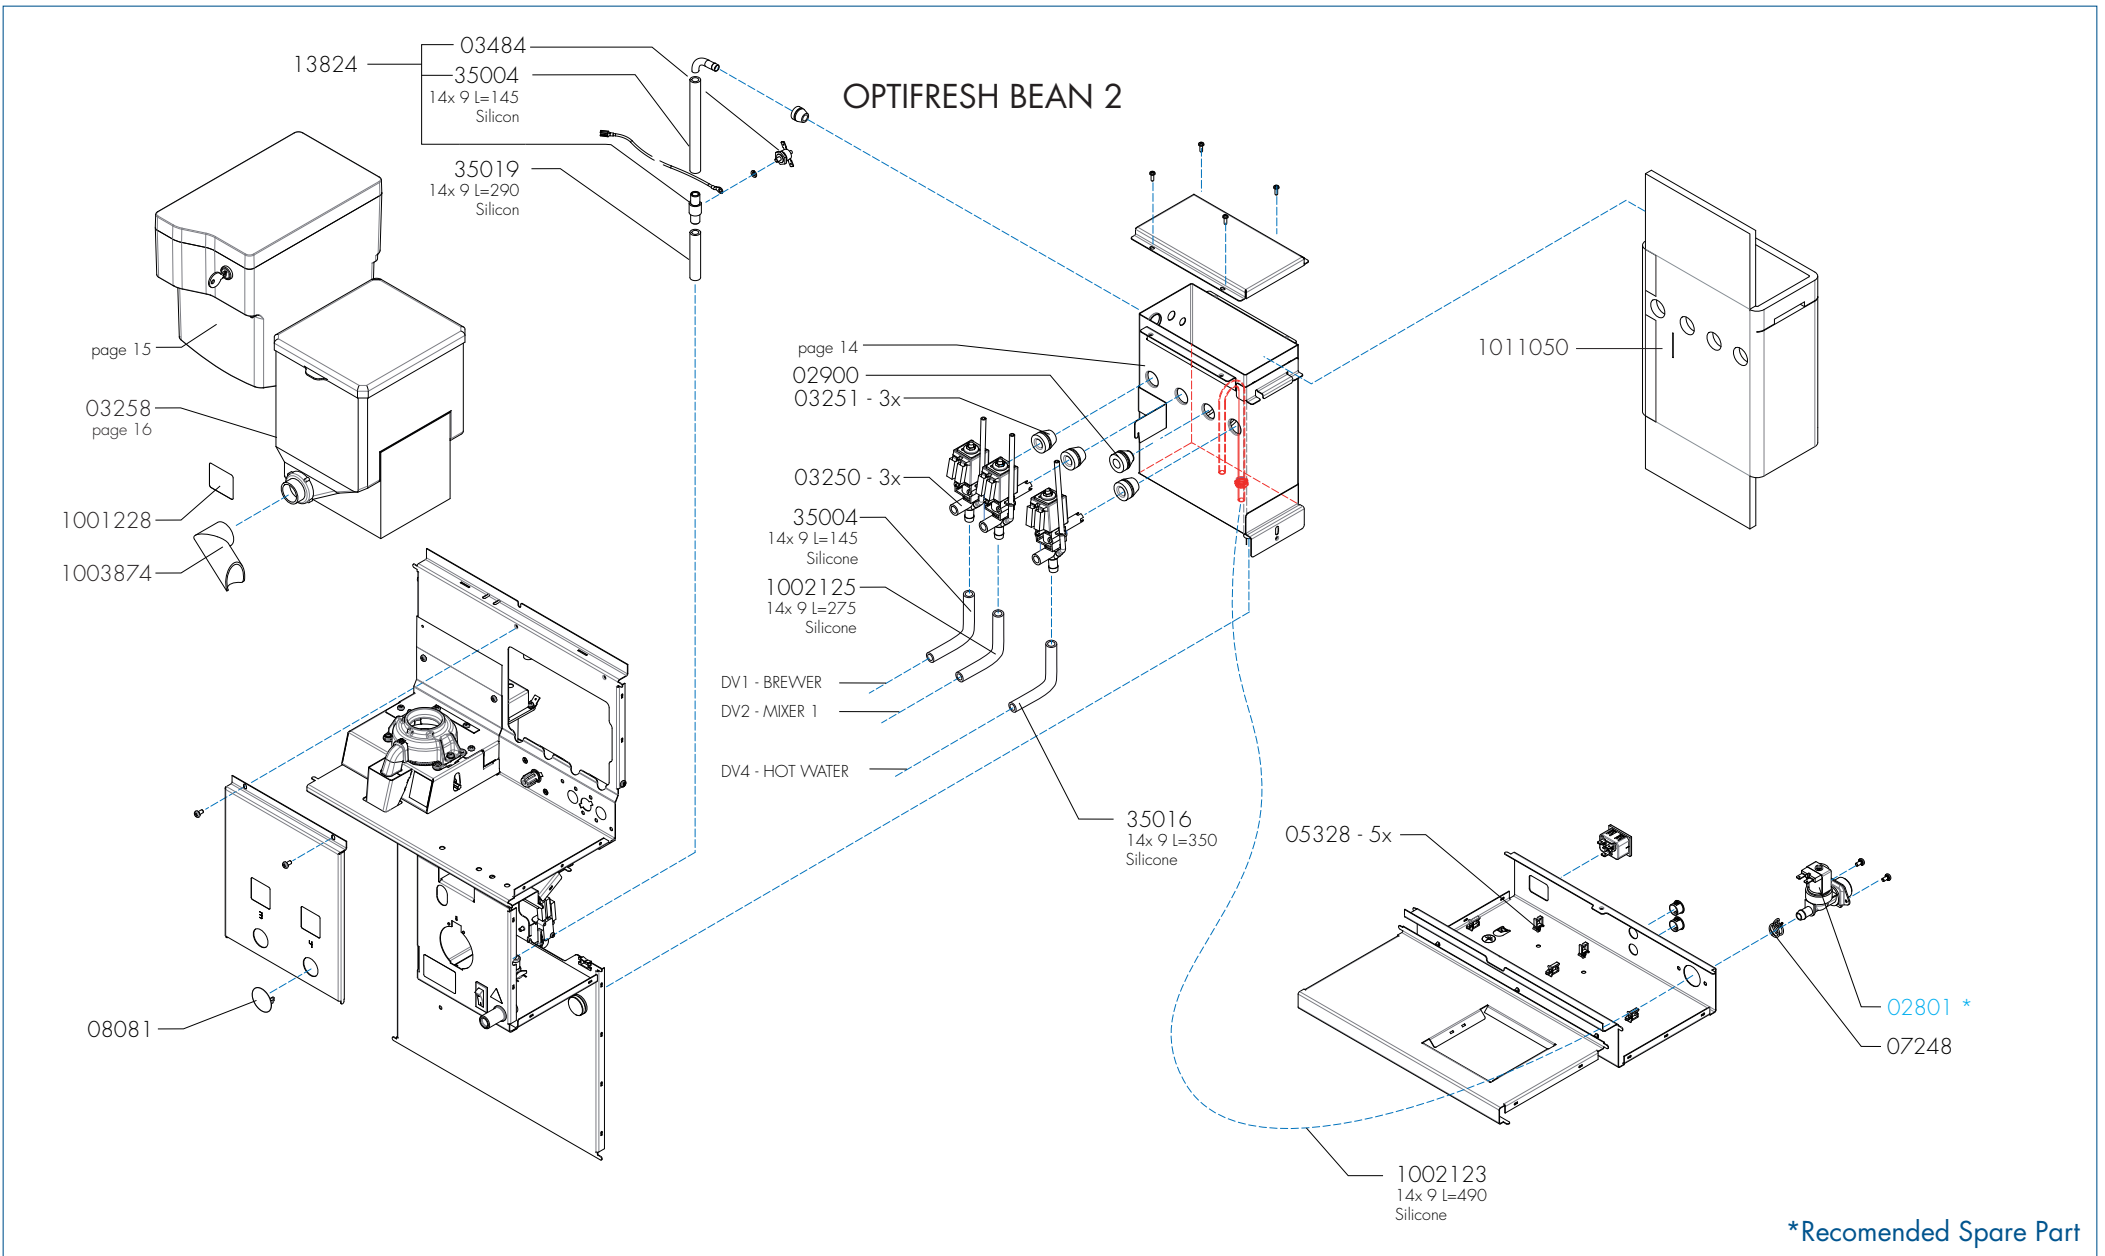 OPTIFRESH BEAN 2
13824
03484
35004
14x 9 L=145
Silicon
35019
14x 9 L=290
Silicon
page 15
03258
page 16
1001228
1003874
08081
3
4
page 14
02900
03251 - 3x
03250 - 3x
35004
14x 9 L=145
Silicone
1002125
14x 9 L=275
Silicone
DV1 - BREWER
DV2 - MIXER 1
DV4 - HOT WATER
35016
14x 9 L=350
Silicone
1011050
05328 - 5x
02801 *
07248
1002123
14x 9 L=490
Silicone
*Recomended Spare Part